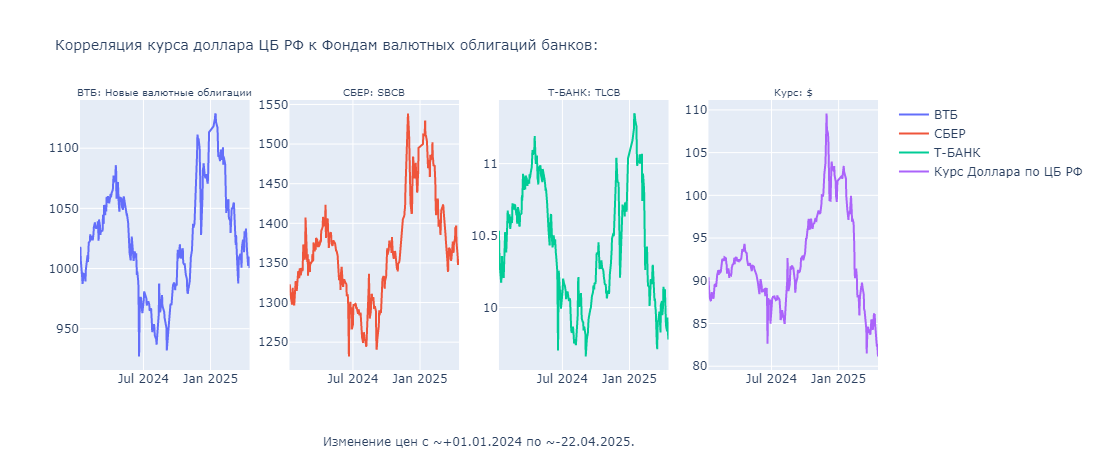 Корреляция курса доллара ЦБ РФ к Фондам валютных облигаций банков:
ВТБ: Новые валютные облигации
СБЕР: SBCB
Т-БАНК: TLCB
Курс: $
1100
1050
1000
950
Jul 2024
Jan 2025
1550
1500
1450
1400
1350
1300
1250
Jul 2024
Jan 2025
11
10.5
10
Jul 2024
Jan 2025
110
105
100
95
90
85
80
Jul 2024
Jan 2025
ВТБ
СБЕР
Т-БАНК
Курс Доллара по ЦБ РФ
Изменение цен с ~+01.01.2024 по ~-22.04.2025.